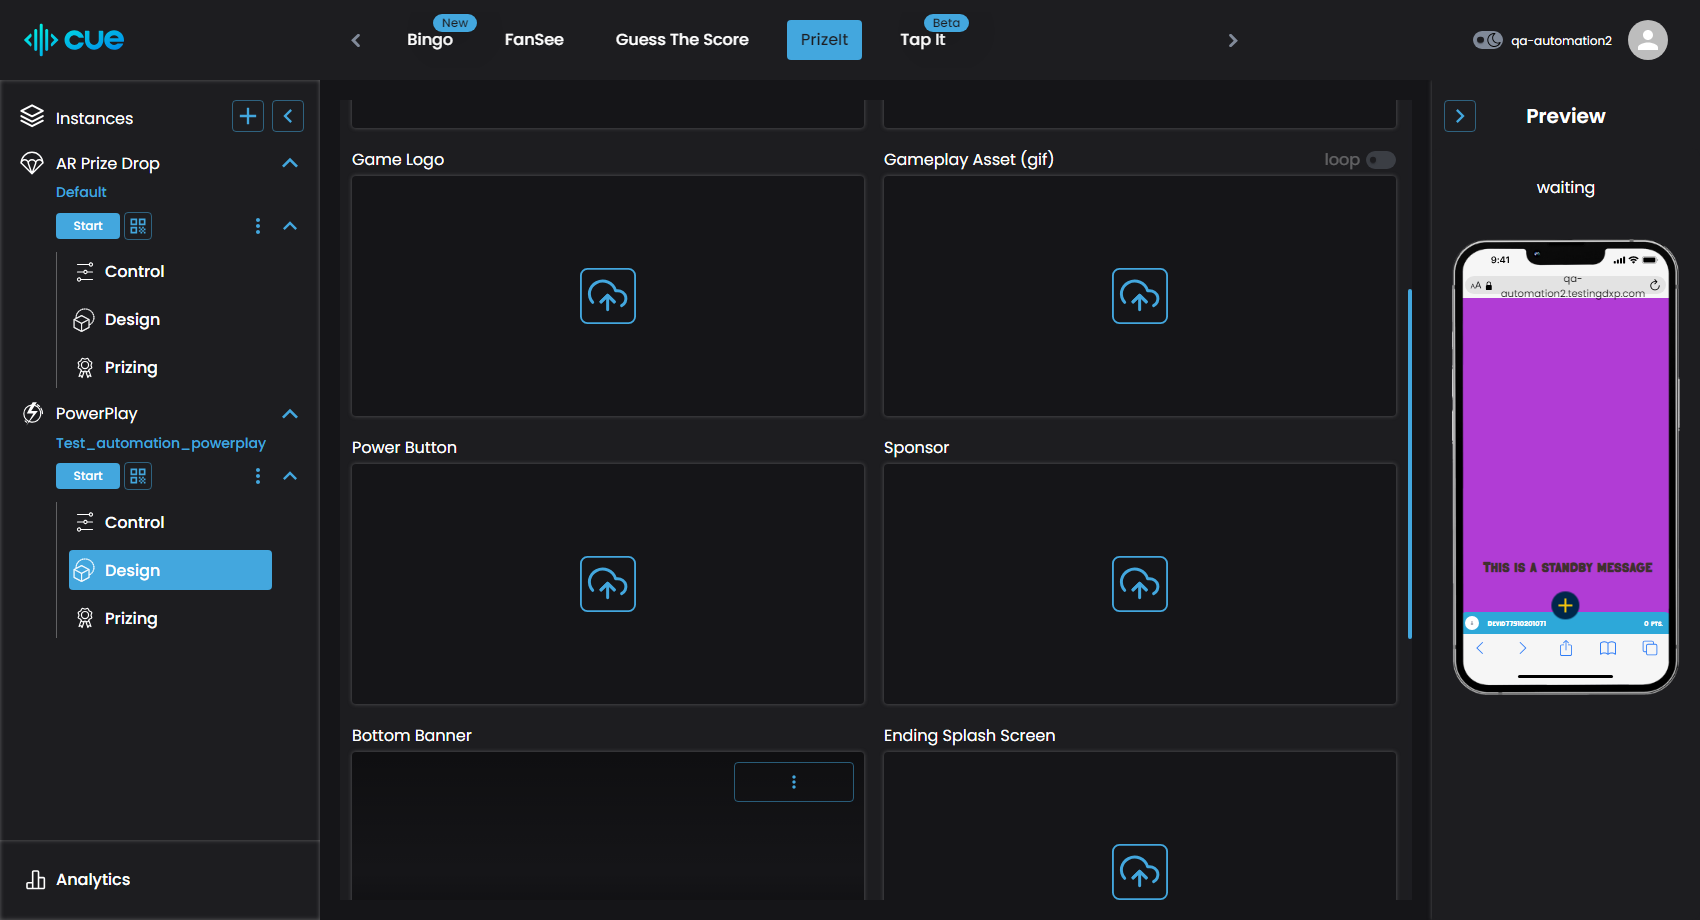 cue
Bingo
New
FanSee
Guess The Score
PrizeIt
Tap It
Beta
qa-automation2
Instances
AR Prize Drop
Default
Start
Control
Design
Prizing
PowerPlay
Test_automation_powerplay
Start
Control
Design
Prizing
Analytics
Game Logo
Gameplay Asset (gif)
loop
Power Button
Sponsor
Bottom Banner
Ending Splash Screen
Preview
waiting
9:41
AA
qa-
automation2.testingdxp.com
This is a standby message
0 PTS.